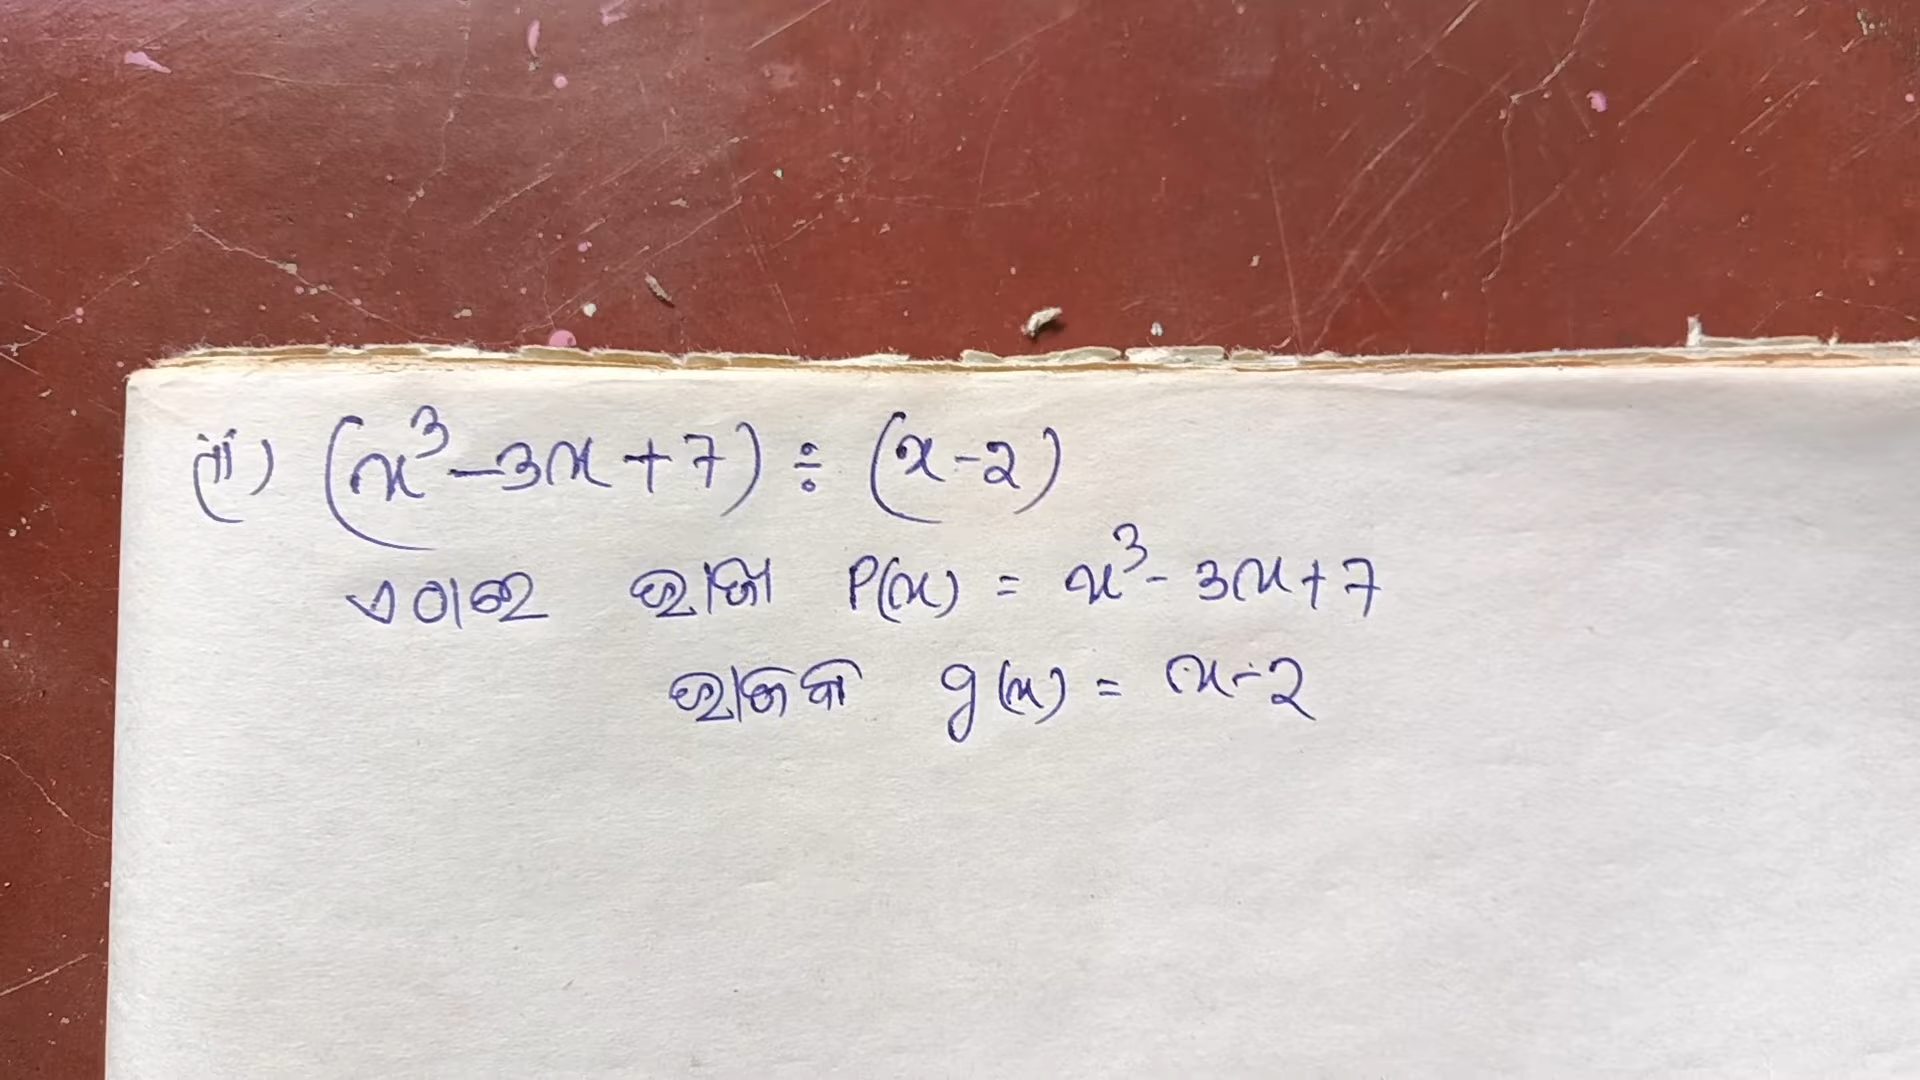 (iii) (x³-3x+7) ÷ (x-2)
ଏଠାରେ ଭାଜ୍ୟ P(x) = x³-3x+7
ଭାଜକ g(x) = x-2